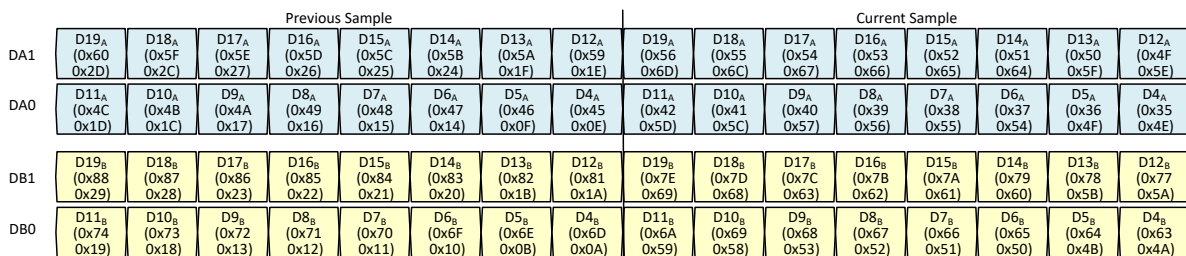 Previous Sample Current Sample
DA1 D19A D18A D17A D16A D15A D14A D13A D12A D19A D18A D17A D16A D15A D14A D13A D12A
(0x60 (0x5F (0x5E (0x5D (0x5C (0x5B (0x5A (0x59 (0x56 (0x55 (0x54 (0x53 (0x52 (0x51 (0x50 (0x4F
0x2D) 0x2C) 0x27) 0x26) 0x25) 0x24) 0x1F) 0x1E) 0x6D) 0x6C) 0x67) 0x66) 0x65) 0x64) 0x5F) 0x5E)
DA0 D11A D10A D9A D8A D7A D6A D5A D4A D11A D10A D9A D8A D7A D6A D5A D4A
(0x4C (0x4B (0x4A (0x49 (0x48 (0x47 (0x46 (0x45 (0x42 (0x41 (0x40 (0x39 (0x38 (0x37 (0x36 (0x35
0x1D) 0x1C) 0x17) 0x16) 0x15) 0x14) 0x0F) 0x0E) 0x5D) 0x5C) 0x57) 0x56) 0x55) 0x54) 0x4F) 0x4E)
DB1 D19B D18B D17B D16B D15B D14B D13B D12B D19B D18B D17B D16B D15B D14B D13B D12B
(0x88 (0x87 (0x86 (0x85 (0x84 (0x83 (0x82 (0x81 (0x7E (0x7D (0x7C (0x7B (0x7A (0x79 (0x78 (0x77
0x29) 0x28) 0x23) 0x22) 0x21) 0x20) 0x1B) 0x1A) 0x69) 0x68) 0x63) 0x62) 0x61) 0x60) 0x5B) 0x5A)
DB0 D11B D10B D9B D8B D7B D6B D5B D4B D11B D10B D9B D8B D7B D6B D5B D4B
(0x74 (0x73 (0x72 (0x71 (0x70 (0x6F (0x6E (0x6D (0x6A (0x69 (0x68 (0x67 (0x66 (0x65 (0x64 (0x63
0x19) 0x18) 0x13) 0x12) 0x11) 0x10) 0x0B) 0x0A) 0x59) 0x58) 0x53) 0x52) 0x51) 0x50) 0x4B) 0x4A)